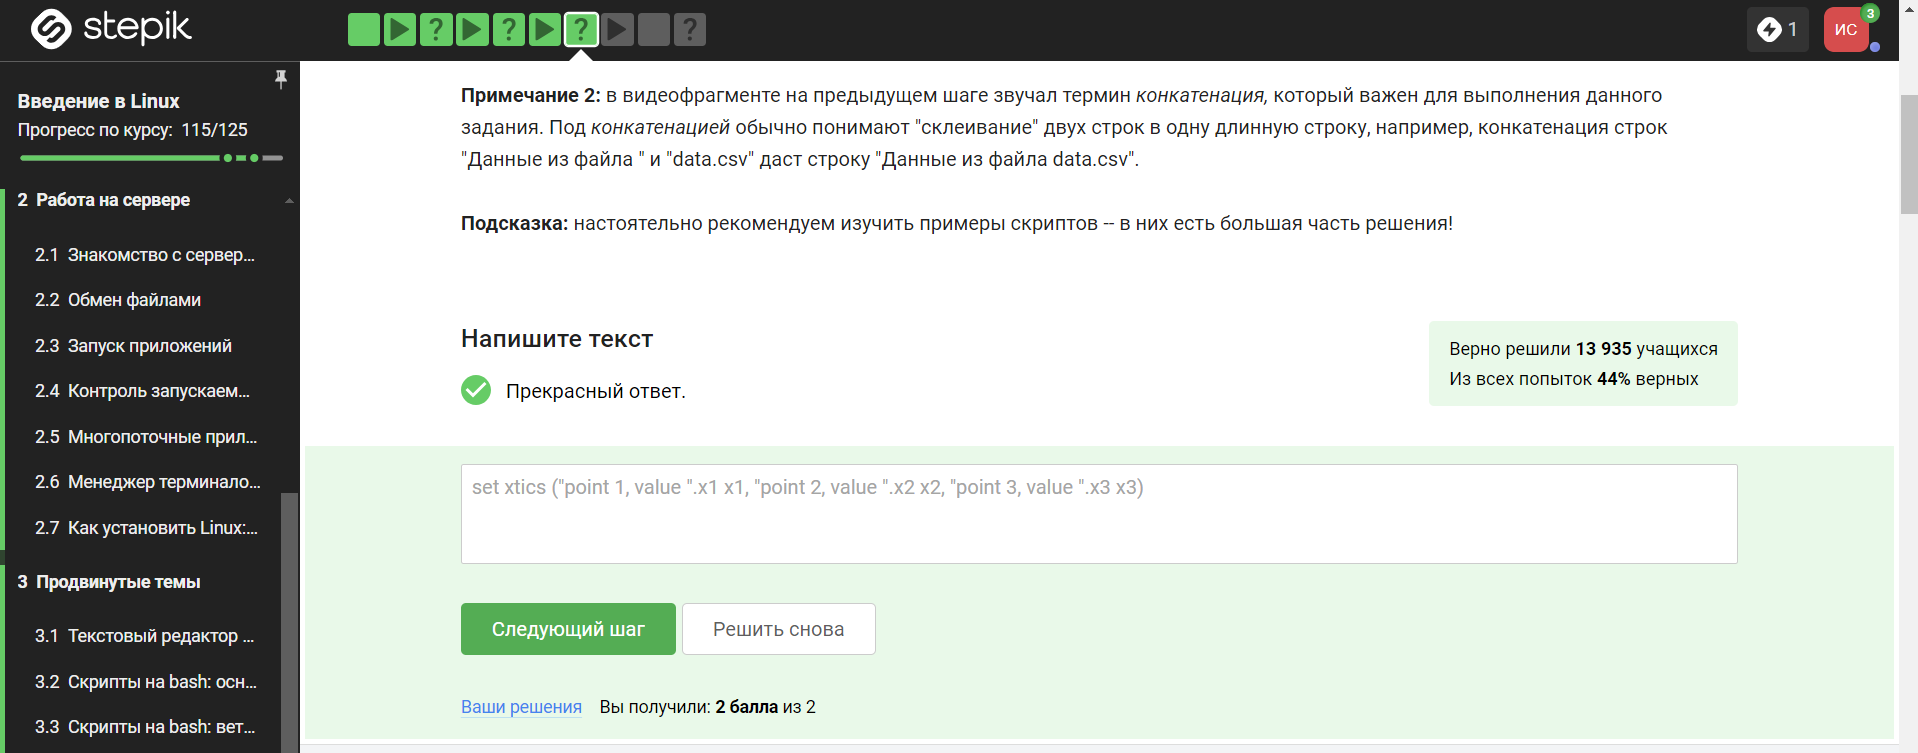 stepik
? ? ? ?
1
ИС
3
Введение в Linux
Прогресс по курсу: 115/125
2 Работа на сервере
2.1 Знакомство с сервер...
2.2 Обмен файлами
2.3 Запуск приложений
2.4 Контроль запускаем...
2.5 Многопоточные прил...
2.6 Менеджер терминало...
2.7 Как установить Linux:...
3 Продвинутые темы
3.1 Текстовый редактор ...
3.2 Скрипты на bash: осн...
3.3 Скрипты на bash: вет...
Примечание 2: в видеофрагменте на предыдущем шаге звучал термин конкатенация, который важен для выполнения данного
задания. Под конкатенацией обычно понимают "склеивание" двух строк в одну длинную строку, например, конкатенация строк
"Данные из файла " и "data.csv" даст строку "Данные из файла data.csv".
Подсказка: настоятельно рекомендуем изучить примеры скриптов -- в них есть большая часть решения!
Напишите текст
Прекрасный ответ.
Верно решили 13 935 учащихся
Из всех попыток 44% верных
set xtics ("point 1, value ".x1 x1, "point 2, value ".x2 x2, "point 3, value ".x3 x3)
Следующий шаг
Решить снова
Ваши решения Вы получили: 2 балла из 2